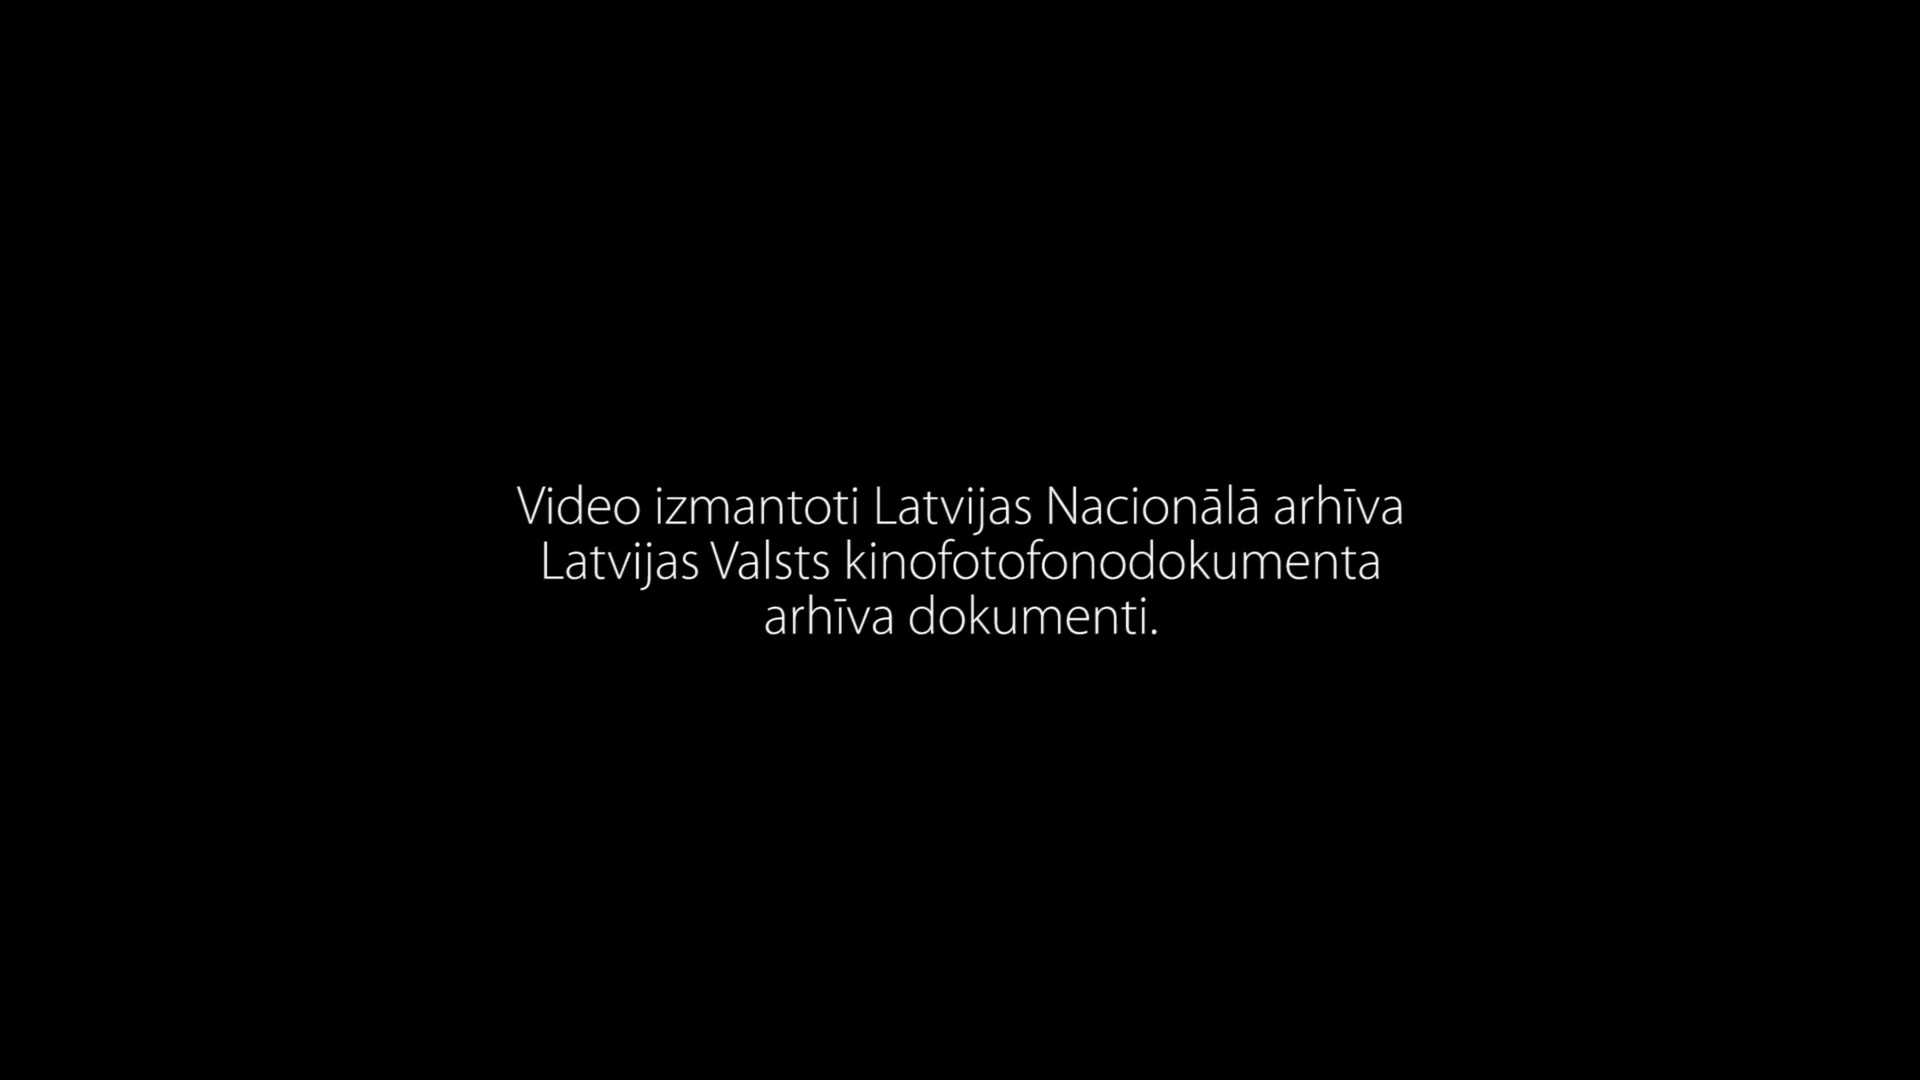 Video izmantoti Latvijas Nacionālā arhīva
Latvijas Valsts kinofotofonodokumenta
arhīva dokumenti.